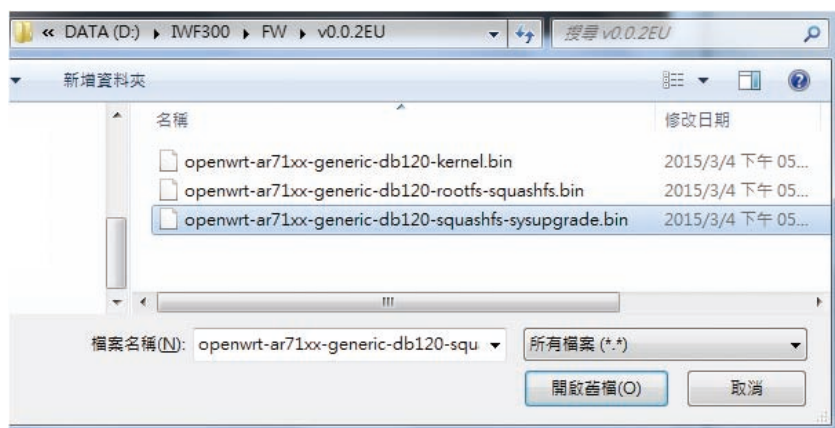 « DATA (D:) ▸ IWF300 ▸ FW ▸ v0.0.2EU 搜尋 v0.0.2EU
新增資料夾
名稱 修改日期
openwrt-ar71xx-generic-db120-kernel.bin 2015/3/4 下午 05...
openwrt-ar71xx-generic-db120-rootfs-squashfs.bin 2015/3/4 下午 05...
openwrt-ar71xx-generic-db120-squashfs-sysupgrade.bin 2015/3/4 下午 05...
檔案名稱(N): openwrt-ar71xx-generic-db120-squ 所有檔案 (*.*)
開啟舊檔(O) 取消